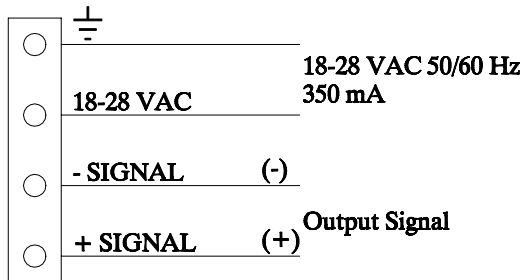 18-28 VAC 50/60 Hz
350 mA
18-28 VAC
- SIGNAL (-)
Output Signal
+ SIGNAL (+)